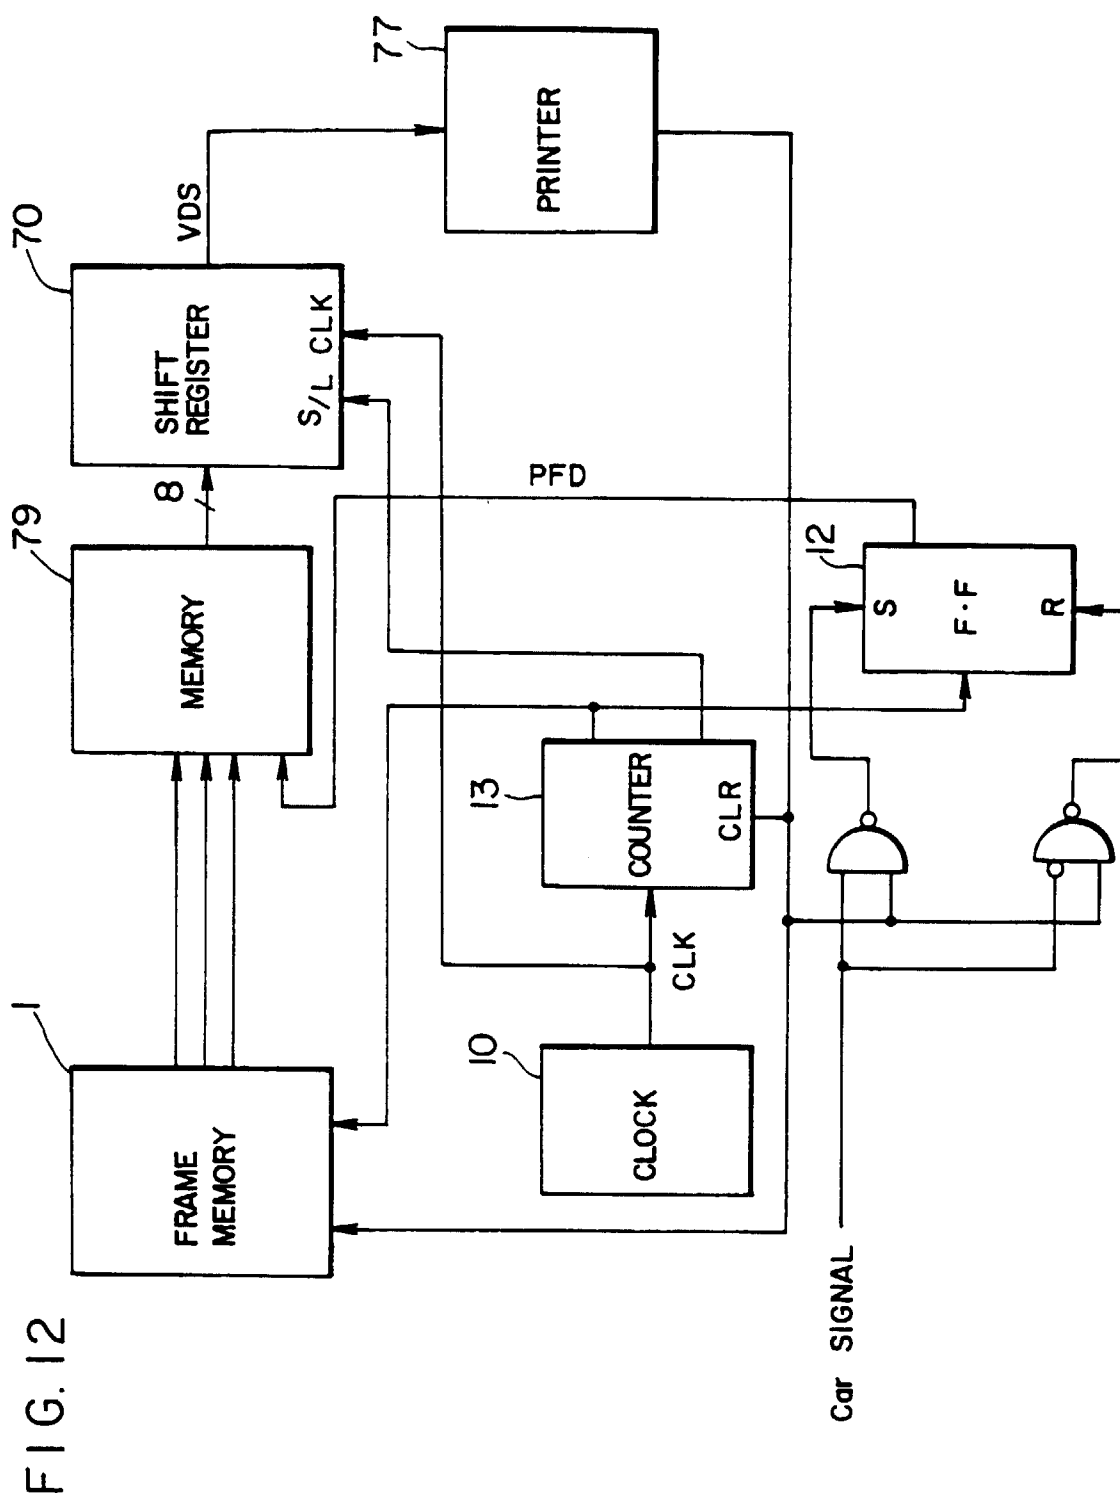 FIG. 12
1
FRAME
MEMORY
79
MEMORY
8
70
SHIFT
REGISTER
S/L CLK
VDS
77
PRINTER
10
CLOCK
CLK
13
COUNTER
CLR
PFD
12
S
F·F
R
Car SIGNAL